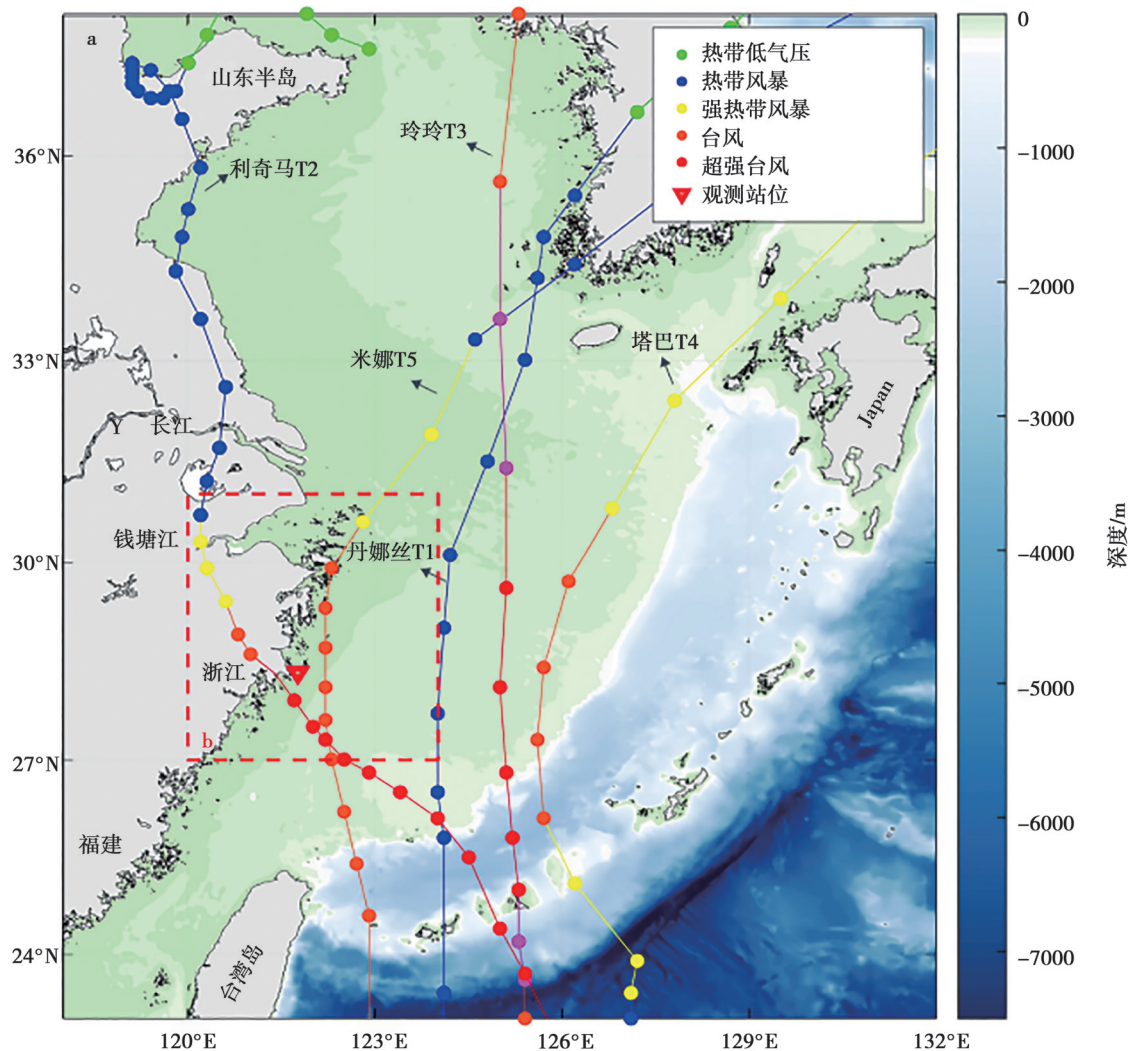 a
山东半岛
玲玲T3
利奇马T2
热带低气压
热带风暴
强热带风暴
台风
超强台风
观测站位
36°N
33°N
30°N
27°N
24°N
米娜T5
塔巴T4
Japan
Y 长江
钱塘江
丹娜丝T1
浙江
b
福建
台湾岛
120°E
123°E
126°E
129°E
132°E
0
-1000
-2000
-3000
-4000
-5000
-6000
-7000
深度/m